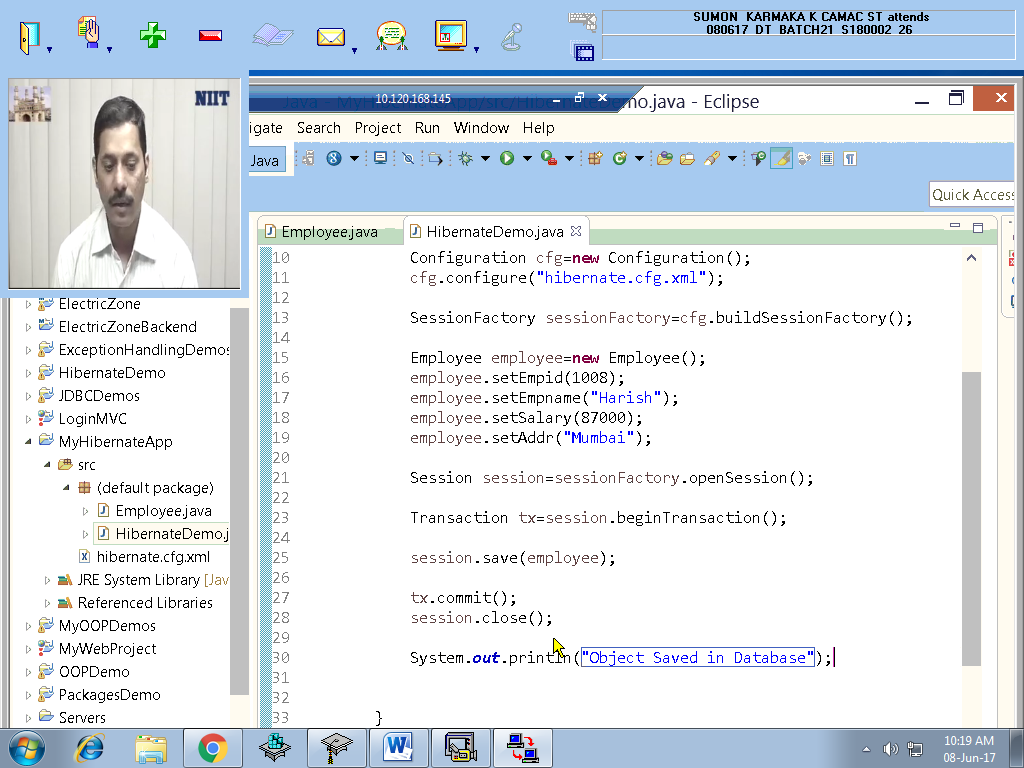 SUMON KARMAKA K CAMAC ST attends
080617 DT BATCH21 S180002 26
NIIT
10.120.168.145
Java - MyHibernateApp/src/HibernateDemo.java - Eclipse
igate Search Project Run Window Help
Java
Quick Access
Employee.java
HibernateDemo.java
10 Configuration cfg=new Configuration();
11 cfg.configure("hibernate.cfg.xml");
12
13 SessionFactory sessionFactory=cfg.buildSessionFactory();
14
15 Employee employee=new Employee();
16 employee.setEmpid(1008);
17 employee.setEmpname("Harish");
18 employee.setSalary(87000);
19 employee.setAddr("Mumbai");
20
21 Session session=sessionFactory.openSession();
22
23 Transaction tx=session.beginTransaction();
24
25 session.save(employee);
26
27 tx.commit();
28 session.close();
29
30 System.out.println("Object Saved in Database");
31
32
33 }
ElectricZone
ElectricZoneBackend
ExceptionHandlingDemos
HibernateDemo
JDBCDemos
LoginMVC
MyHibernateApp
src
(default package)
Employee.java
HibernateDemo.j
hibernate.cfg.xml
JRE System Library [Jav
Referenced Libraries
MyOOPDemos
MyWebProject
OOPDemo
PackagesDemo
Servers
10:19 AM
08-Jun-17